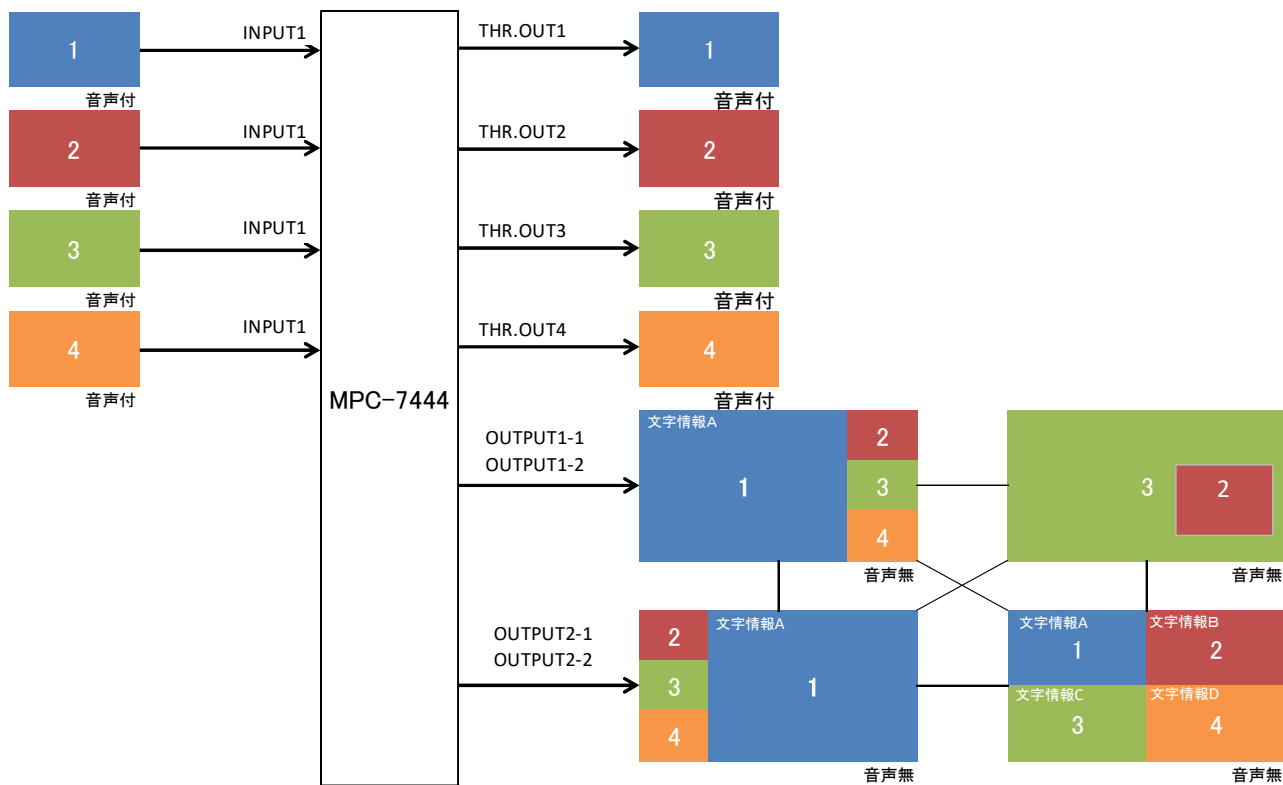 1
INPUT1
音声付
2
INPUT1
音声付
3
INPUT1
音声付
4
INPUT1
音声付
MPC-7444
THR.OUT1
1
音声付
THR.OUT2
2
音声付
THR.OUT3
3
音声付
THR.OUT4
4
音声付
OUTPUT1-1
OUTPUT1-2
文字情報A
1
2
3
4
音声無
3
2
音声無
OUTPUT2-1
OUTPUT2-2
2
3
4
文字情報A
1
音声無
文字情報A
1
文字情報B
2
文字情報C
3
文字情報D
4
音声無